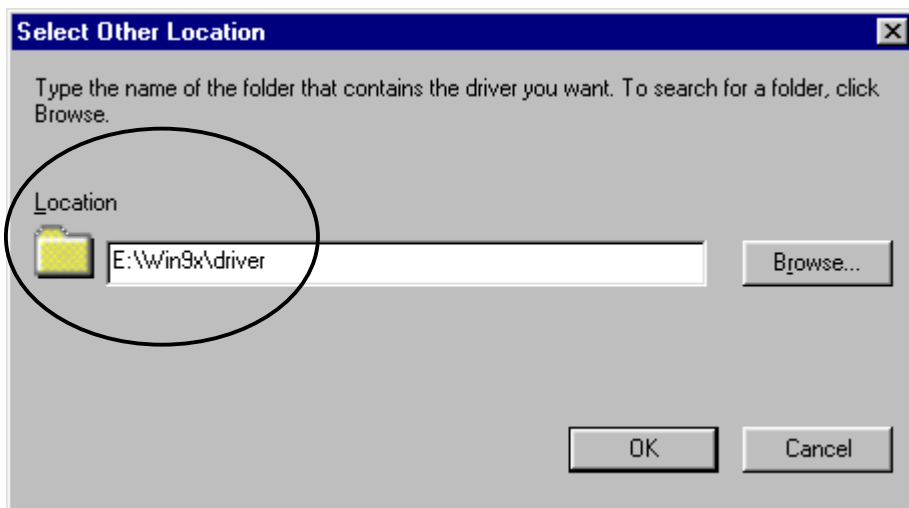 Select Other Location
Type the name of the folder that contains the driver you want. To search for a folder, click
Browse.
Location
E:\Win9x\driver
Browse...
OK
Cancel